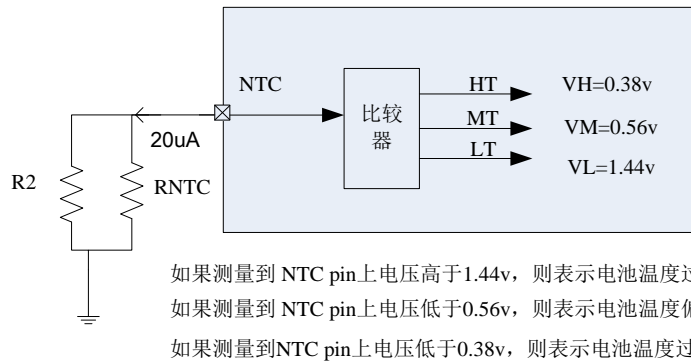 NTC
HT
VH=0.38v
比较器
MT
VM=0.56v
LT
VL=1.44v
20uA
R2
RNTC
如果测量到 NTC pin上电压高于1.44v，则表示电池温度过
如果测量到 NTC pin上电压低于0.56v，则表示电池温度偏
如果测量到NTC pin上电压低于0.38v，则表示电池温度过